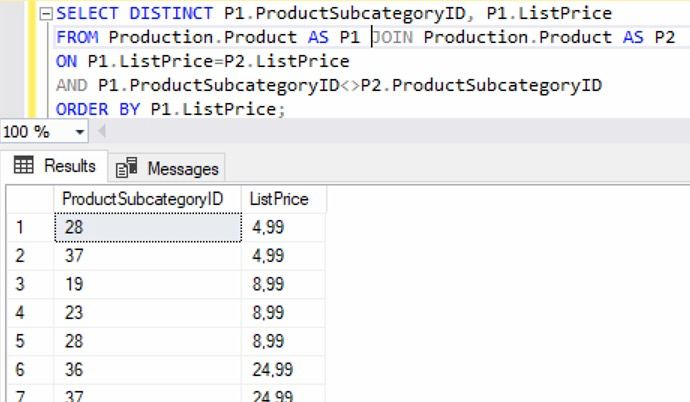 SELECT DISTINCT P1.ProductSubcategoryID, P1.ListPrice
FROM Production.Product AS P1 JOIN Production.Product AS P2
ON P1.ListPrice=P2.ListPrice
AND P1.ProductSubcategoryID<>P2.ProductSubcategoryID
ORDER BY P1.ListPrice;
100 %
Results Messages
ProductSubcategoryID ListPrice
1 28 4,99
2 37 4,99
3 19 8,99
4 23 8,99
5 28 8,99
6 36 24,99
7 37 24,99